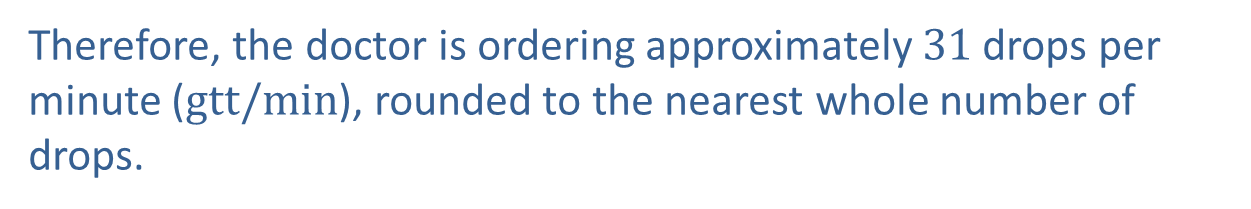 Therefore, the doctor is ordering approximately 31 drops per
minute (gtt/min), rounded to the nearest whole number of
drops.